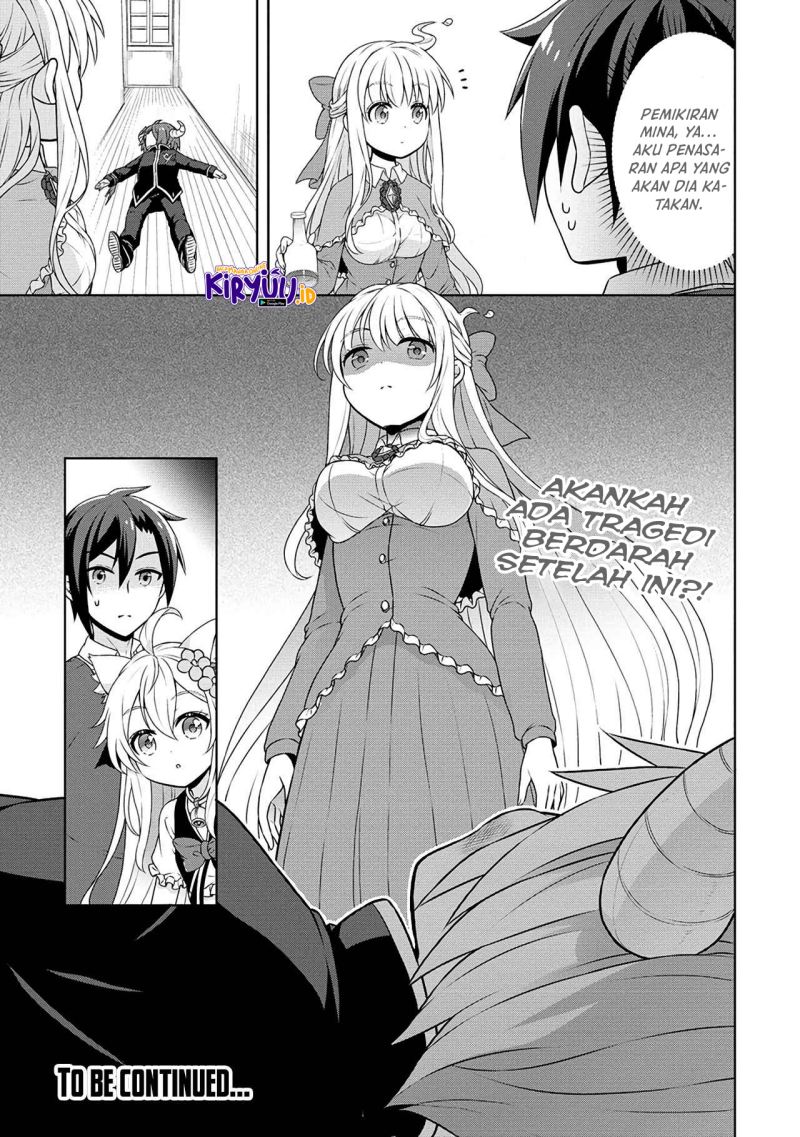 PEMIKIRAN
MINA, YA...
AKU PENASA-
RAN APA YANG
AKAN DIA KA-
TAKAN.
KIRYUU.id
AKANKAH
ADA TRAGEDI
BERDARAH
SETELAH INI?!
TO BE CONTINUED...